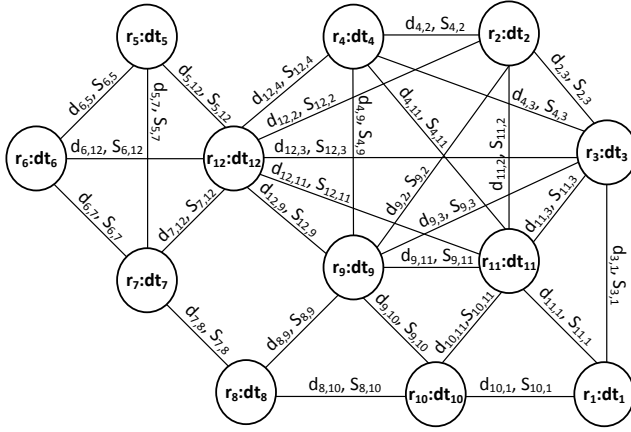 r₅:dt₅
r₄:dt₄
d₄,₂, S₄,₂
r₂:dt₂
d₆,₅, S₆,₅
d₅,₇, S₅,₇
d₅,₁₂, S₅,₁₂
d₁₂,₄, S₁₂,₄
d₁₂,₂, S₁₂,₂
d₄,₉, S₄,₉
d₄,₁₁, S₄,₁₁
d₄,₃, S₄,₃
d₂,₃, S₂,₃
r₆:dt₆
d₆,₁₂, S₆,₁₂
r₁₂:dt₁₂
d₁₂,₃, S₁₂,₃
d₁₁,₂, S₁₁,₂
r₃:dt₃
d₆,₇, S₆,₇
d₇,₁₂, S₇,₁₂
d₁₂,₉, S₁₂,₉
d₁₂,₁₁, S₁₂,₁₁
d₉,₂, S₉,₂
d₉,₃, S₉,₃
d₁₁,₃, S₁₁,₃
d₃,₁, S₃,₁
r₇:dt₇
r₉:dt₉
d₉,₁₁, S₉,₁₁
r₁₁:dt₁₁
d₇,₈, S₇,₈
d₈,₉, S₈,₉
d₉,₁₀, S₉,₁₀
d₁₀,₁₁, S₁₀,₁₁
d₁₁,₁, S₁₁,₁
r₈:dt₈
d₈,₁₀, S₈,₁₀
r₁₀:dt₁₀
d₁₀,₁, S₁₀,₁
r₁:dt₁